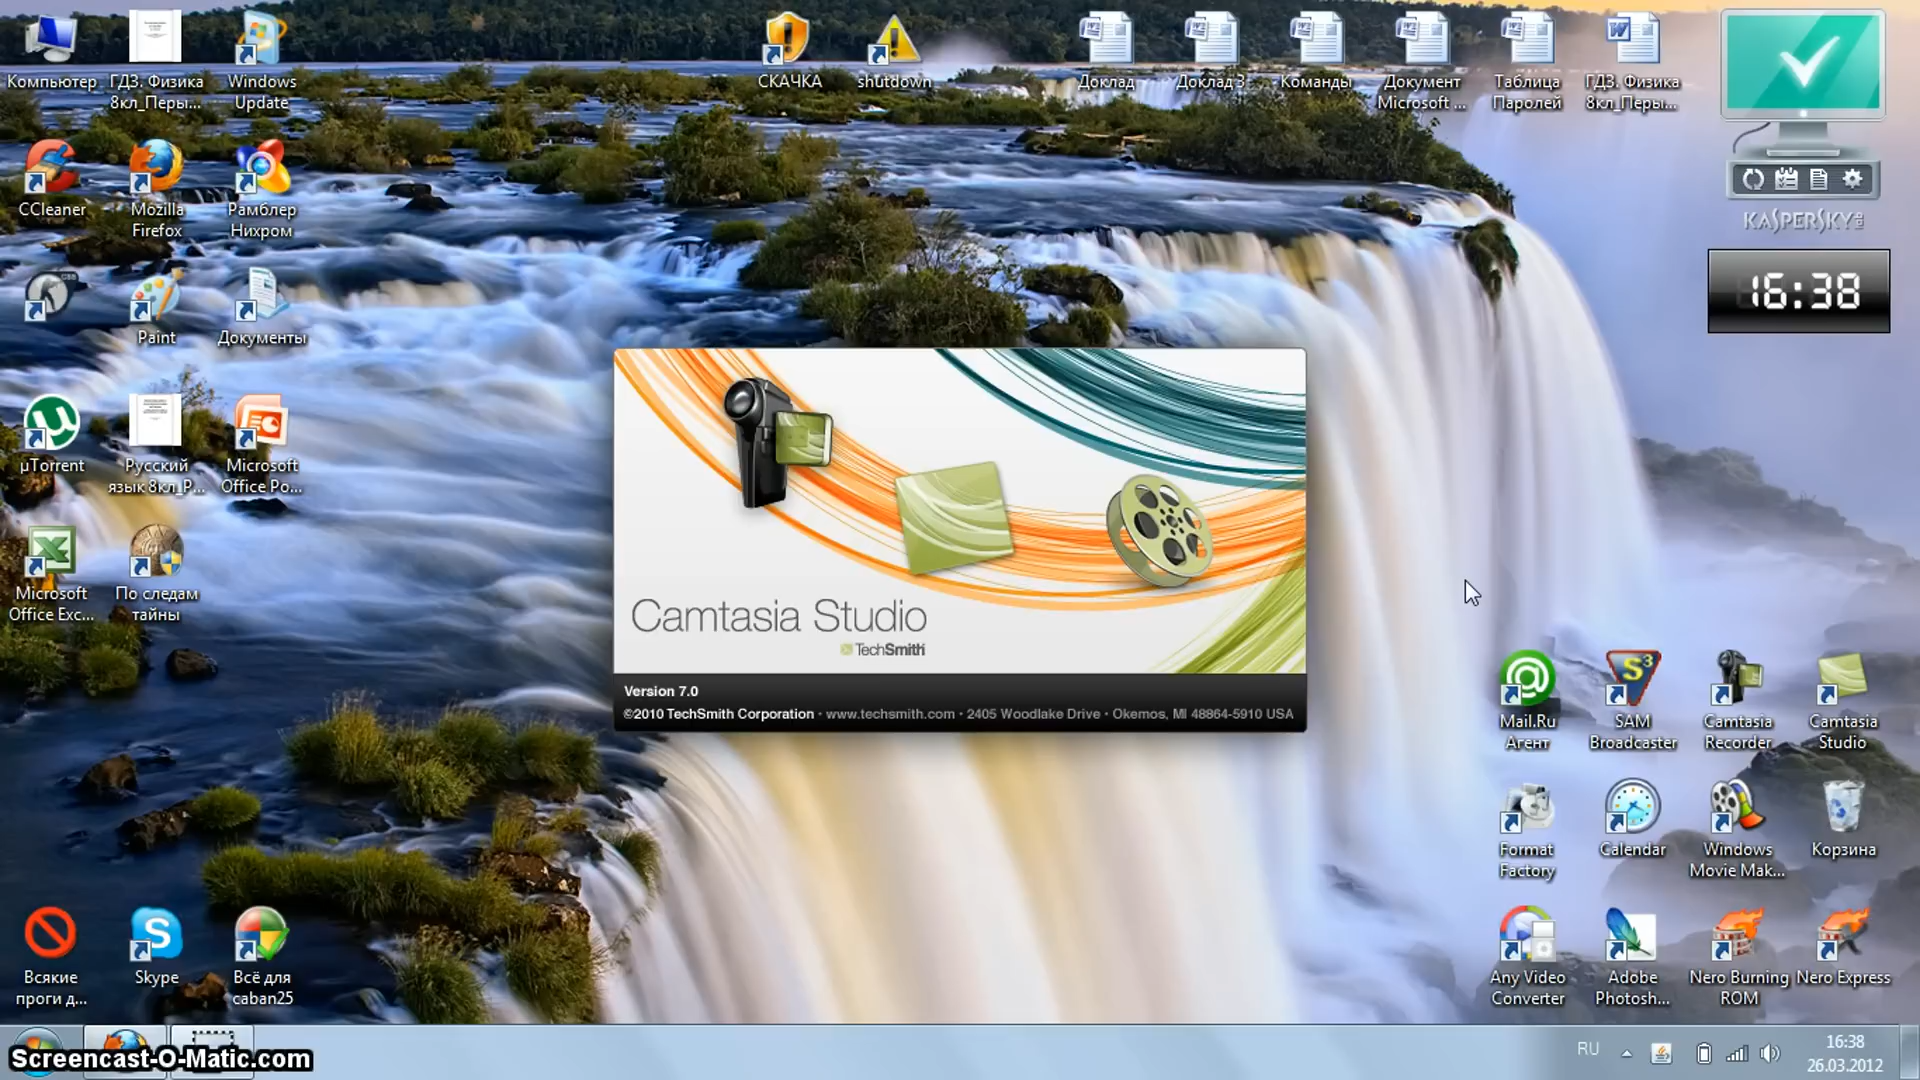 Компьютер
ГДЗ. Физика
8кл_Перы...
Windows
Update
СКАЧКА
shutdown
Доклад
Доклад 3
Команды
Документ
Microsoft ...
Таблица
Паролей
ГДЗ. Физика
8кл_Перы...
KASPERSKY
16:38
CCleaner
Mozilla
Firefox
Рамблер
Нихром
Paint
Документы
µTorrent
Русский
язык 8кл_Р...
Microsoft
Office Po...
Microsoft
Office Exc...
По следам
тайны
Camtasia Studio
TechSmith
Version 7.0
©2010 TechSmith Corporation · www.techsmith.com · 2405 Woodlake Drive · Okemos, MI 48864-5910 USA
Mail.Ru
Агент
SAM
Broadcaster
Camtasia
Recorder
Camtasia
Studio
Format
Factory
Calendar
Windows
Movie Mak...
Корзина
Всякие
проги д...
Skype
Всё для
caban25
Any Video
Converter
Adobe
Photosh...
Nero Burning
ROM
Nero Express
Screencast-O-Matic.com
RU
16:38
26.03.2012